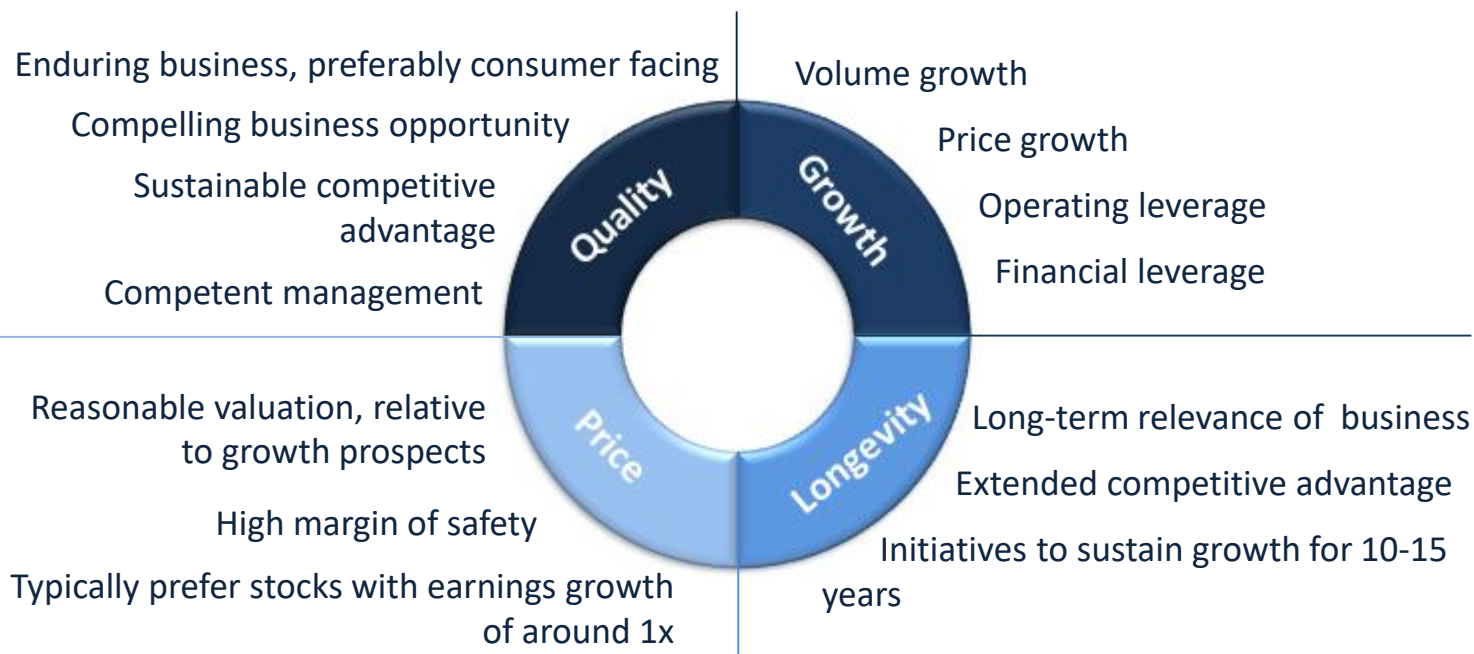 Enduring business, preferably consumer facing
Compelling business opportunity
Sustainable competitive
advantage
Competent management
Quality
Volume growth
Price growth
Operating leverage
Financial leverage
Growth
Reasonable valuation, relative
to growth prospects
High margin of safety
Typically prefer stocks with earnings growth
of around 1x
Price
Long-term relevance of business
Extended competitive advantage
Initiatives to sustain growth for 10-15
years
Longevity